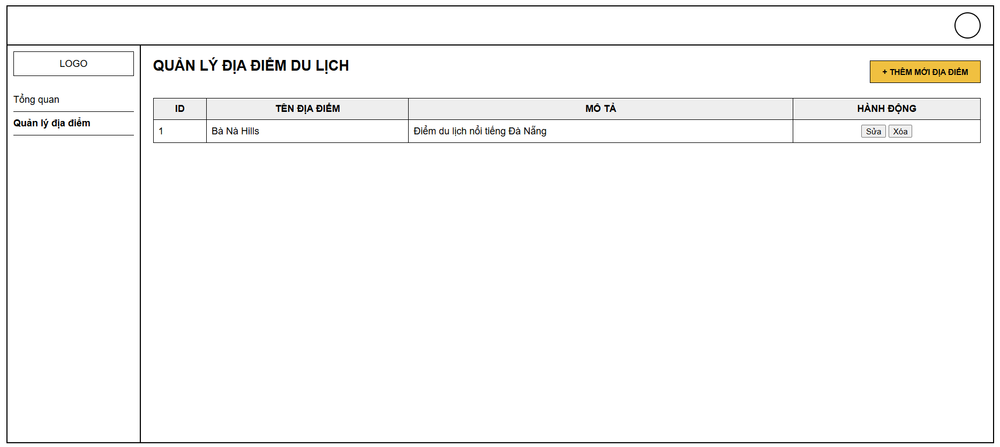 LOGO
Tổng quan
Quản lý địa điểm
QUẢN LÝ ĐỊA ĐIỂM DU LỊCH
+ THÊM MỚI ĐỊA ĐIỂM
ID TÊN ĐỊA ĐIỂM MÔ TẢ HÀNH ĐỘNG
1 Bà Nà Hills Điểm du lịch nổi tiếng Đà Nẵng Sửa Xóa